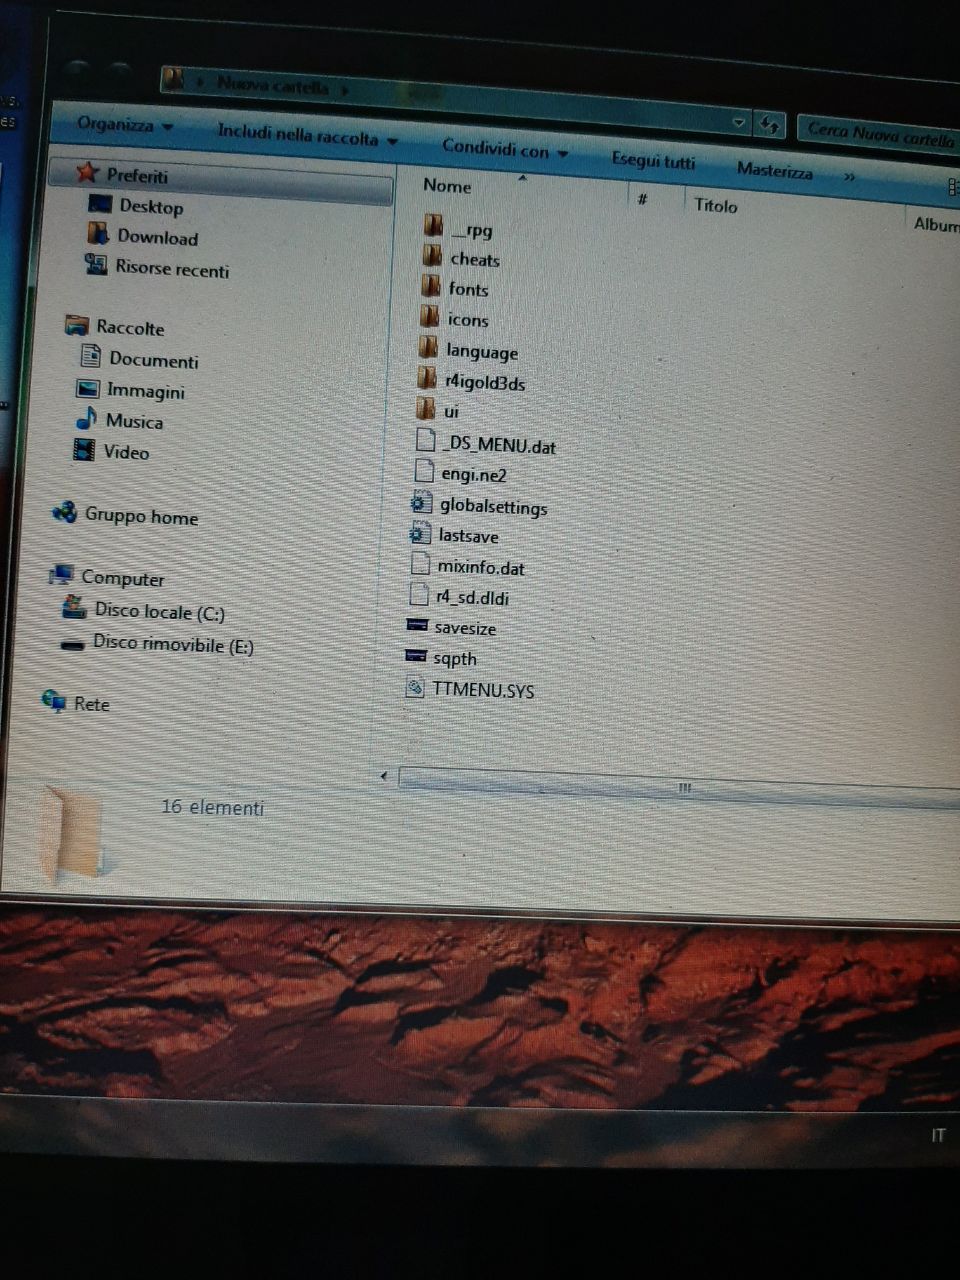 Nuova cartella
Cerca Nuova cartella
Organizza
Includi nella raccolta
Condividi con
Esegui tutti
Masterizza
»
Preferiti
Desktop
Download
Risorse recenti
Raccolte
Documenti
Immagini
Musica
Video
Gruppo home
Computer
Disco locale (C:)
Disco rimovibile (E:)
Rete
Nome
#
Titolo
Album
__rpg
cheats
fonts
icons
language
r4igold3ds
ui
_DS_MENU.dat
engi.ne2
globalsettings
lastsave
mixinfo.dat
r4_sd.dldi
savesize
sqpth
TTMENU.SYS
16 elementi
IT